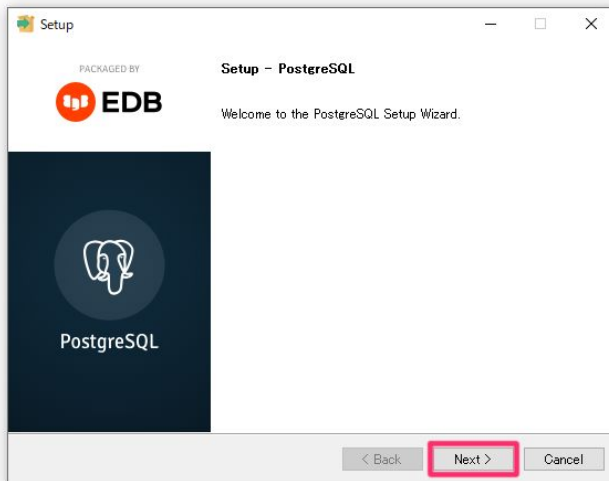 Setup
PACKAGED BY
EDB
Setup - PostgreSQL
Welcome to the PostgreSQL Setup Wizard.
PostgreSQL
< Back
Next >
Cancel